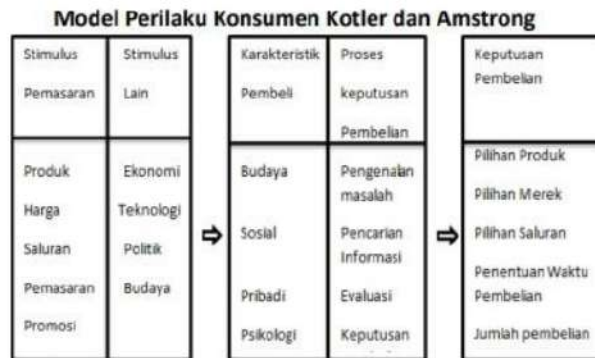 Model Perilaku Konsumen Kotler dan Amstrong
Stimulus
Pemasaran
Stimulus
Lain
Produk
Harga
Saluran
Pemasaran
Promosi
Ekonomi
Teknologi
Politik
Budaya
⇨
Karakteristik
Pembeli
Proses
keputusan
Pembelian
Budaya
Sosial
Pribadi
Psikologi
Pengenalan
masalah
Pencarian
Informasi
Evaluasi
Keputusan
⇨
Keputusan
Pembelian
Pilihan Produk
Pilihan Merek
Pilihan Saluran
Penentuan Waktu
Pembelian
Jumlah pembelian